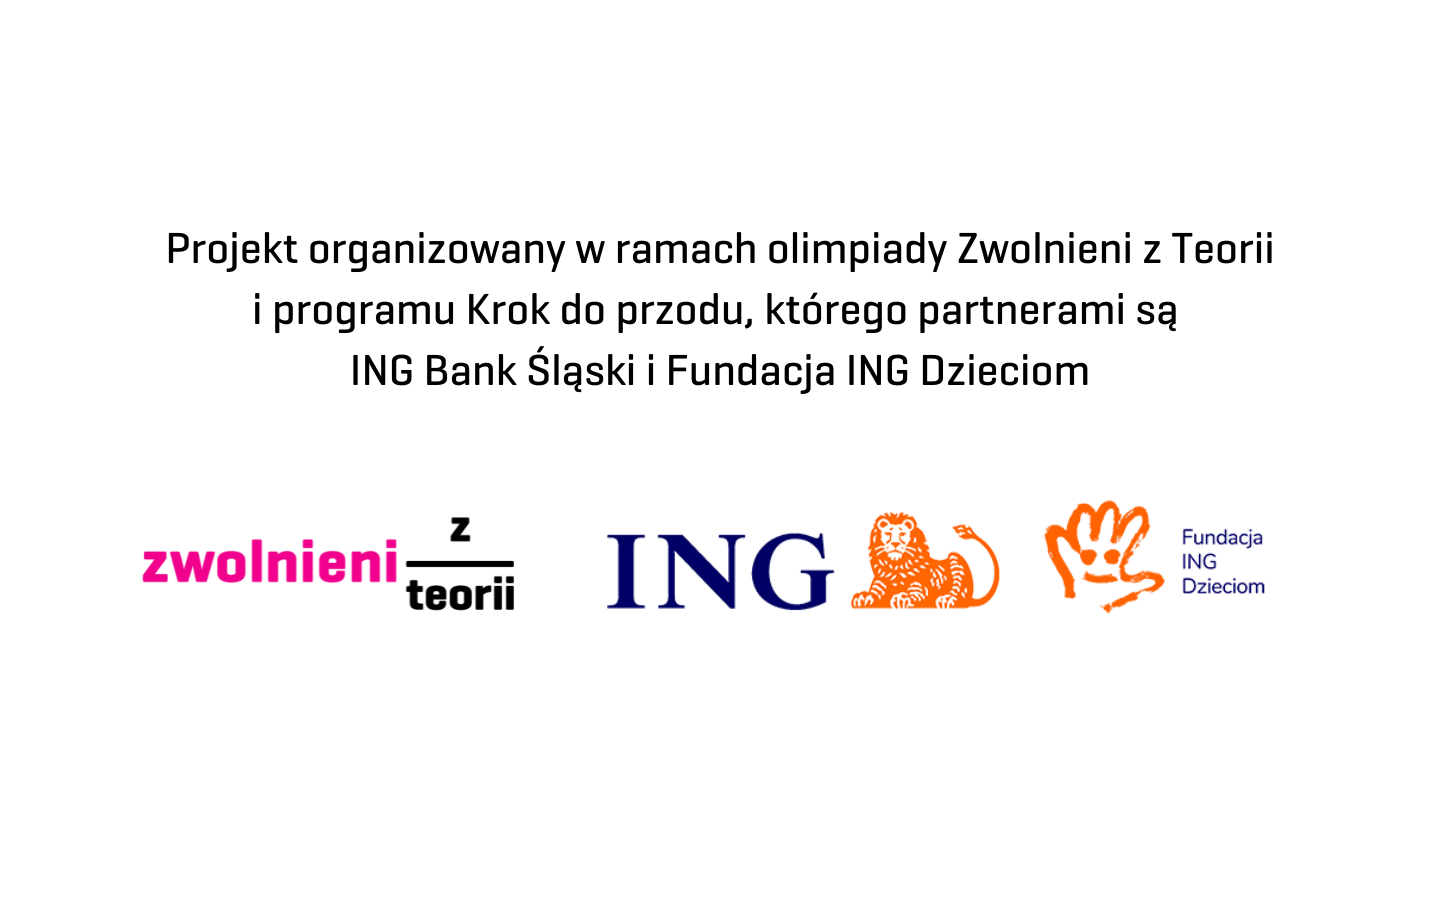 Projekt organizowany w ramach olimpiady Zwolnieni z Teorii
i programu Krok do przodu, którego partnerami są
ING Bank Śląski i Fundacja ING Dzieciom
zwolnieni
z
teorii
ING
Fundacja
ING
Dzieciom